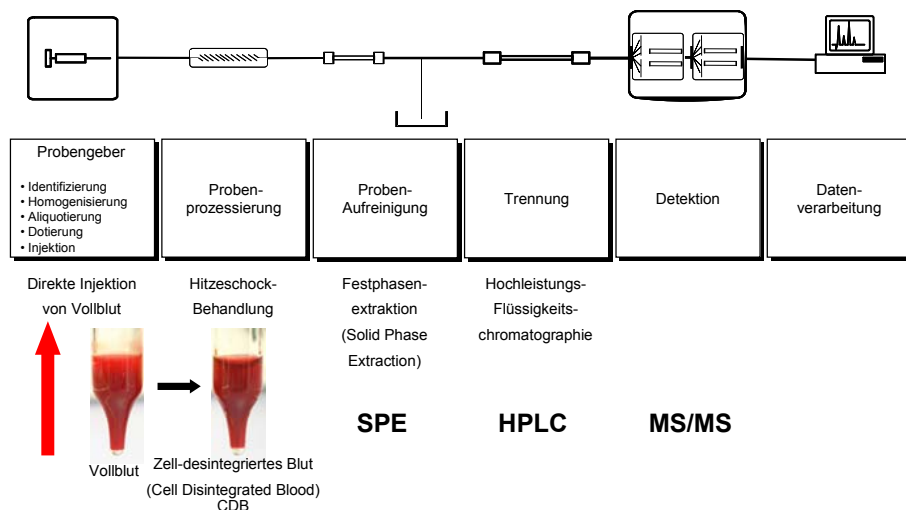 Probengeber
• Identifizierung
• Homogenisierung
• Aliquotierung
• Dotierung
• Injektion
Proben-
prozessierung
Proben-
Aufreinigung
Trennung
Detektion
Daten-
verarbeitung
Direkte Injektion
von Vollblut
Hitzeschock-
Behandlung
Festphasen-
extraktion
(Solid Phase
Extraction)
Hochleistungs-
Flüssigkeits-
chromatographie
SPE
HPLC
MS/MS
Vollblut
Zell-desintegriertes Blut
(Cell Disintegrated Blood)
CDB